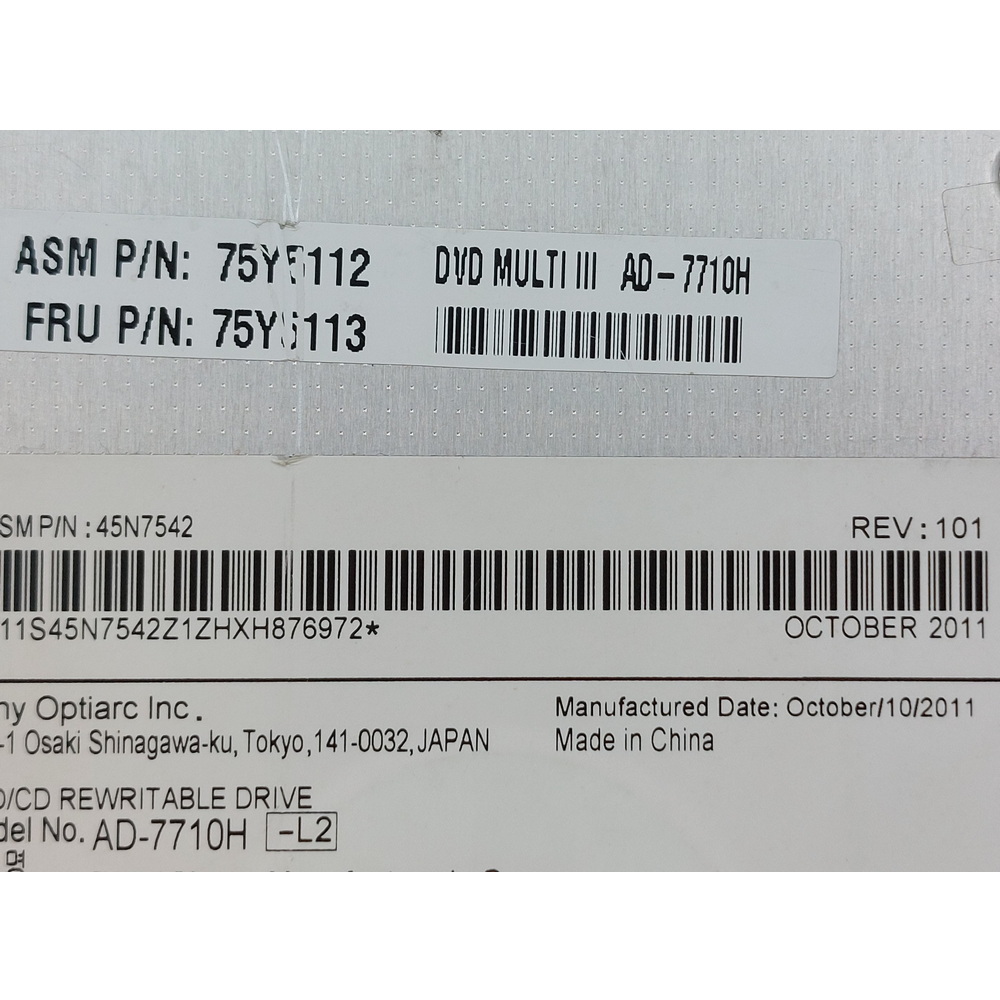 ASM P/N: 75Y5112 DVD MULTI III AD-7710H
FRU P/N: 75Y5113
SM P/N : 45N7542 REV : 101
11S45N7542Z1ZHXH876972*
OCTOBER 2011
ny Optiarc Inc.
-1 Osaki Shinagawa-ku, Tokyo, 141-0032, JAPAN
Manufactured Date: October/10/2011
Made in China
D/CD REWRITABLE DRIVE
del No. AD-7710H -L2
명